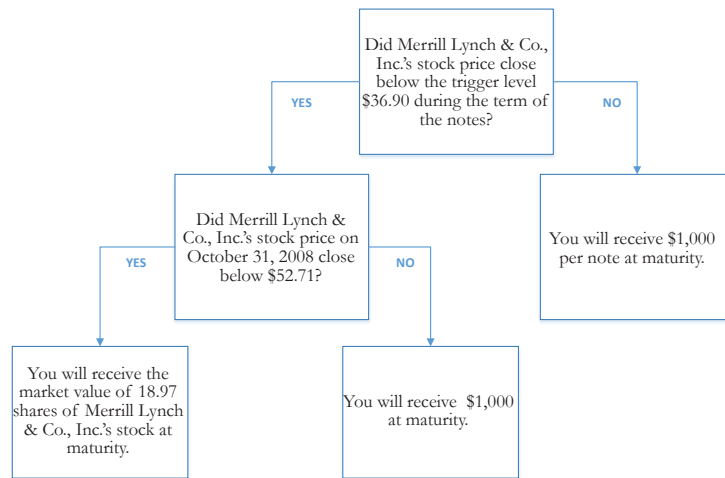 Did Merrill Lynch & Co.,
Inc.'s stock price close
below the trigger level
$36.90 during the term of
the notes?
YES
NO
Did Merrill Lynch &
Co., Inc.'s stock price on
October 31, 2008 close
below $52.71?
You will receive $1,000
per note at maturity.
YES
NO
You will receive the
market value of 18.97
shares of Merrill Lynch
& Co., Inc.'s stock at
maturity.
You will receive $1,000
at maturity.